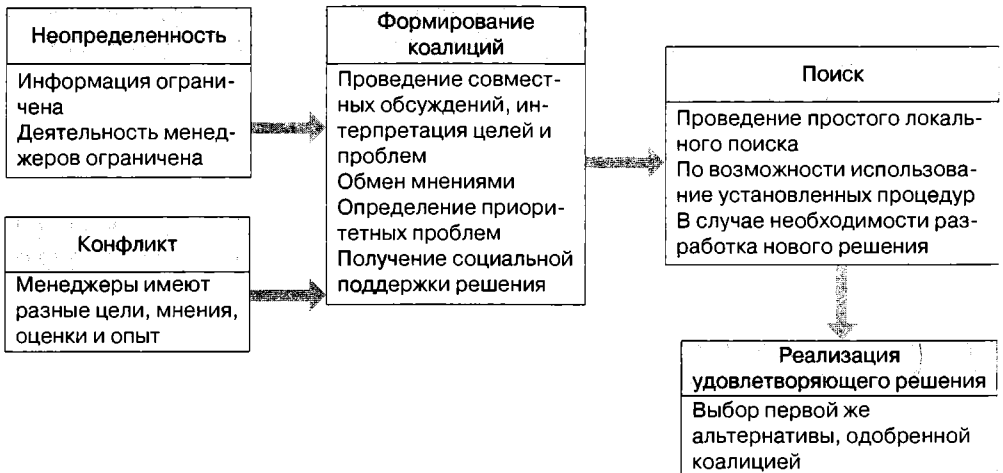 Неопределенность
Информация ограни-
чена
Деятельность менед-
жеров ограничена
Конфликт
Менеджеры имеют
разные цели, мнения,
оценки и опыт
Формирование
коалиций
Проведение совмест-
ных обсуждений, ин-
терпретация целей и
проблем
Обмен мнениями
Определение приори-
тетных проблем
Получение социальной
поддержки решения
Поиск
Проведение простого локаль-
ного поиска
По возможности использова-
ние установленных процедур
В случае необходимости раз-
работка нового решения
Реализация
удовлетворяющего решения
Выбор первой же
альтернативы, одобренной
коалицией